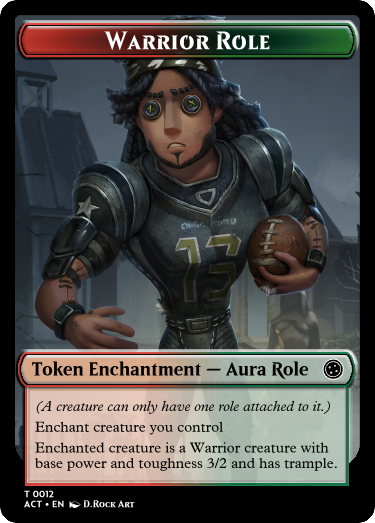 WARRIOR ROLE
13
Token Enchantment — Aura Role
(A creature can only have one role attached to it.)
Enchant creature you control
Enchanted creature is a Warrior creature with
base power and toughness 3/2 and has trample.
T 0012
ACT • EN D.ROCK ART